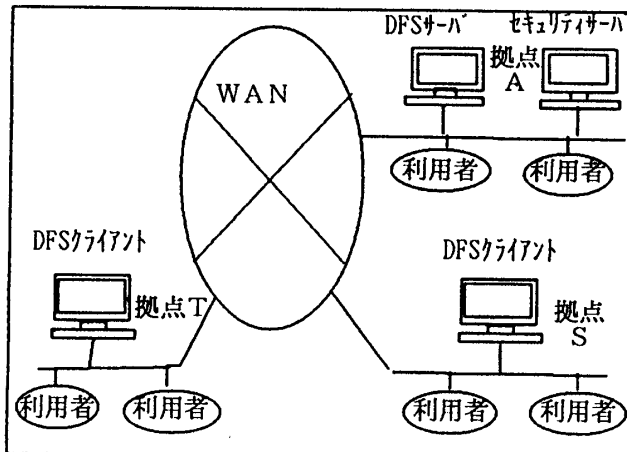 DFSサーバ
セキュリティサーバ
拠点
A
WAN
利用者
利用者
DFSクライアント
拠点T
利用者
利用者
DFSクライアント
拠点
S
利用者
利用者